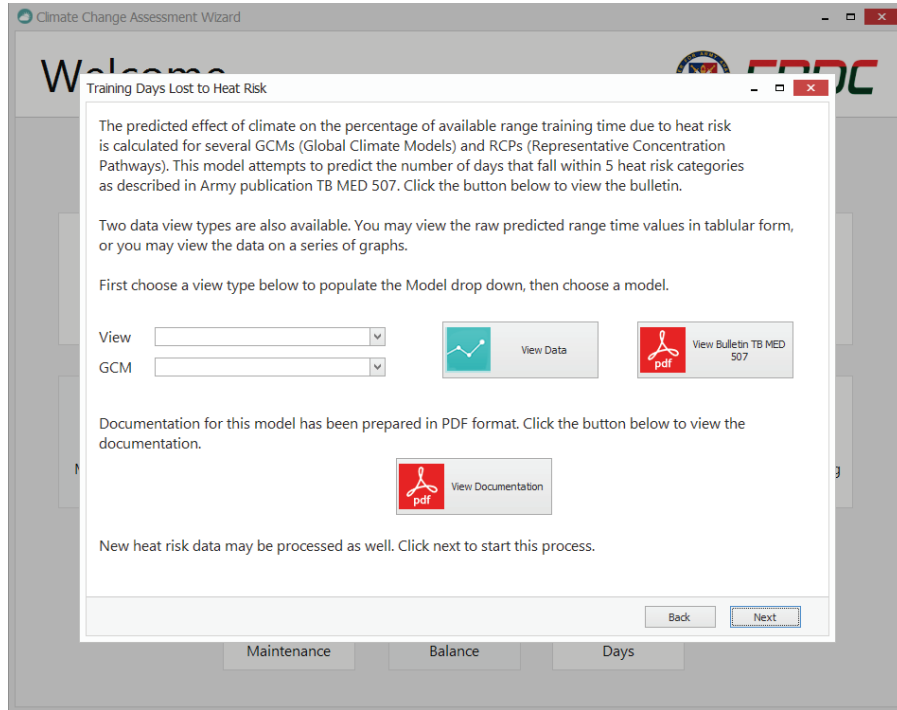 Climate Change Assessment Wizard
Welcome
Training Days Lost to Heat Risk
The predicted effect of climate on the percentage of available range training time due to heat risk
is calculated for several GCMs (Global Climate Models) and RCPs (Representative Concentration
Pathways). This model attempts to predict the number of days that fall within 5 heat risk categories
as described in Army publication TB MED 507. Click the button below to view the bulletin.
Two data view types are also available. You may view the raw predicted range time values in tablular form,
or you may view the data on a series of graphs.
First choose a view type below to populate the Model drop down, then choose a model.
View
GCM
View Data
pdf
View Bulletin TB MED
507
Documentation for this model has been prepared in PDF format. Click the button below to view the
documentation.
pdf
View Documentation
New heat risk data may be processed as well. Click next to start this process.
Back
Next
Maintenance
Balance
Days